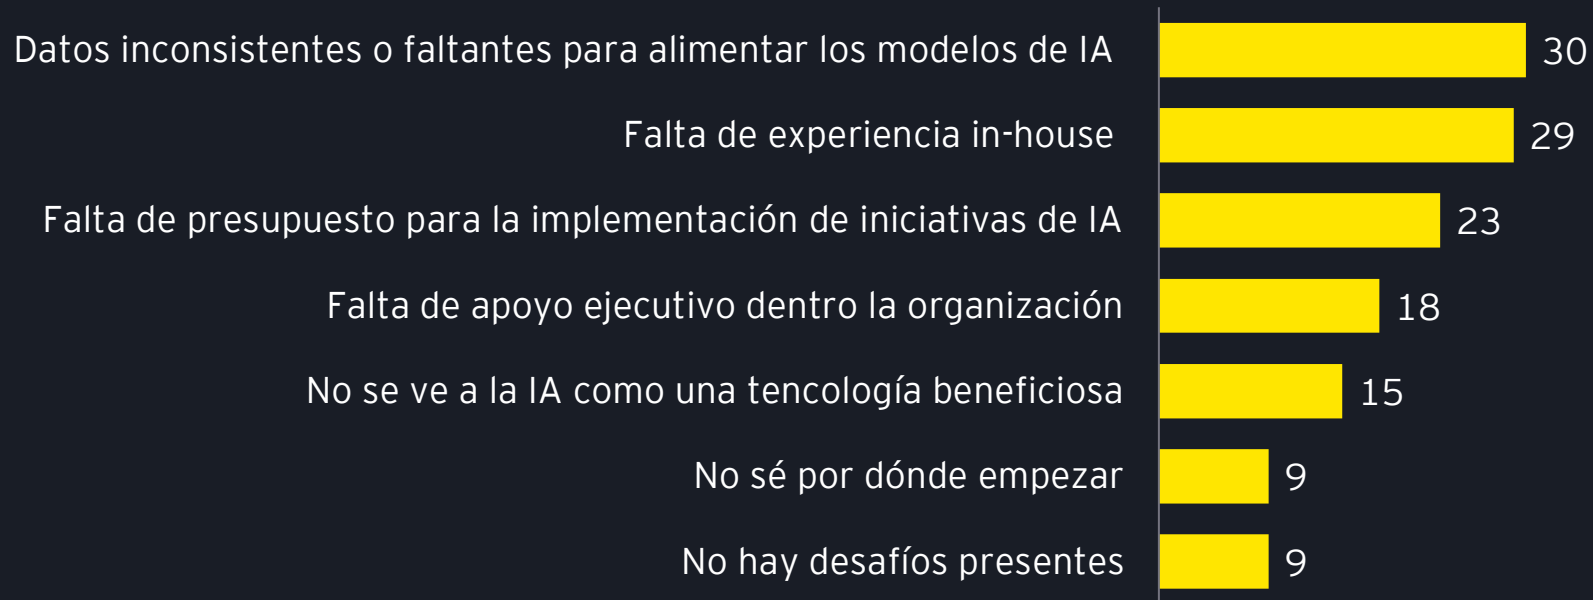 Datos inconsistentes o faltantes para alimentar los modelos de IA 30
Falta de experiencia in-house 29
Falta de presupuesto para la implementación de iniciativas de IA 23
Falta de apoyo ejecutivo dentro la organización 18
No se ve a la IA como una tencología beneficiosa 15
No sé por dónde empezar 9
No hay desafíos presentes 9